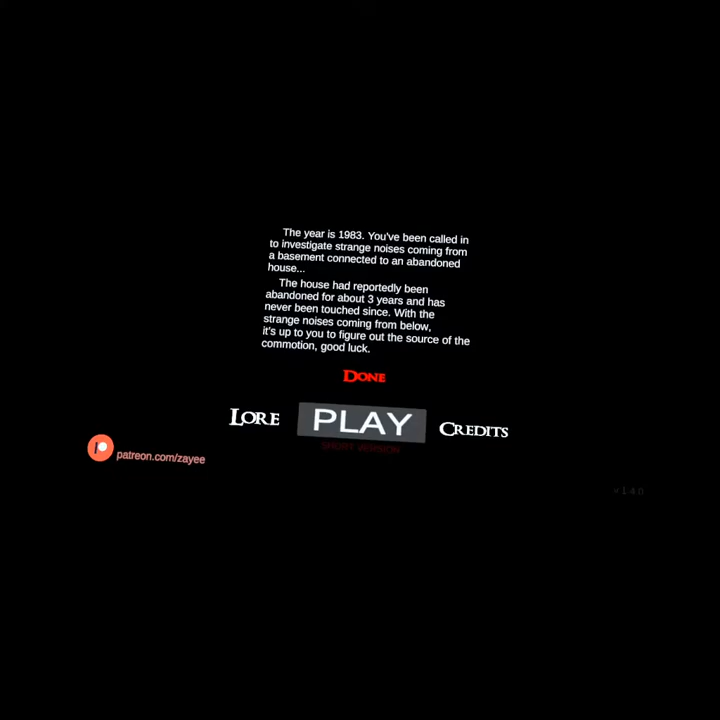 The year is 1983. You've been called in
to investigate strange noises coming from
a basement connected to an abandoned
house...
The house had reportedly been
abandoned for about 3 years and has
never been touched since. With the
strange noises coming from below,
it's up to you to figure out the source of the
commotion, good luck.
DONE
LORE
PLAY
CREDITS
SHORT VERSION
patreon.com/zayee
v1.4.0